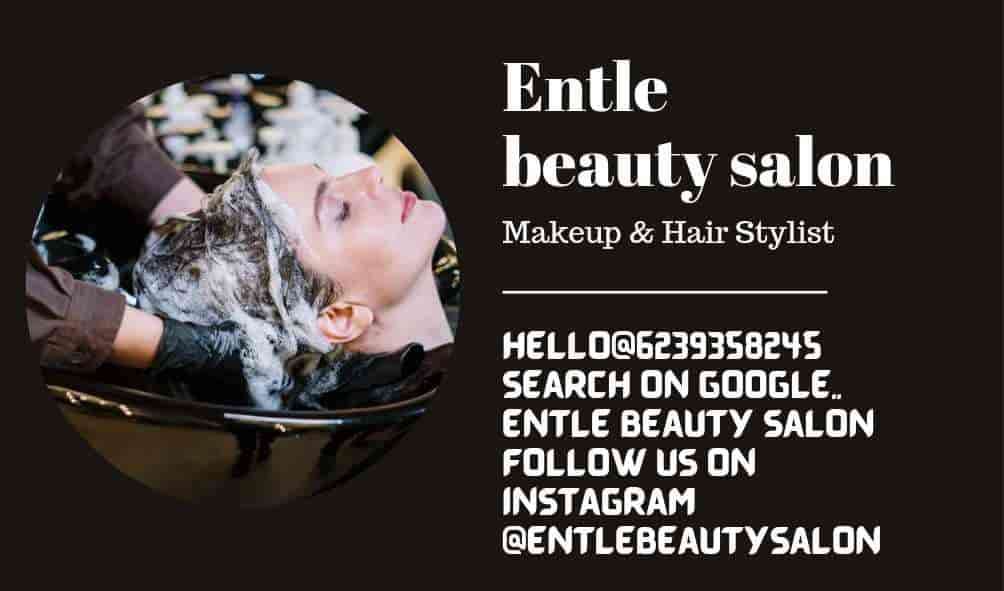 Entle
beauty salon
Makeup & Hair Stylist
HELLO@6239358245
SEARCH ON GOOGLE..
ENTLE BEAUTY SALON
FOLLOW US ON
INSTAGRAM
@ENTLEBEAUTYSALON